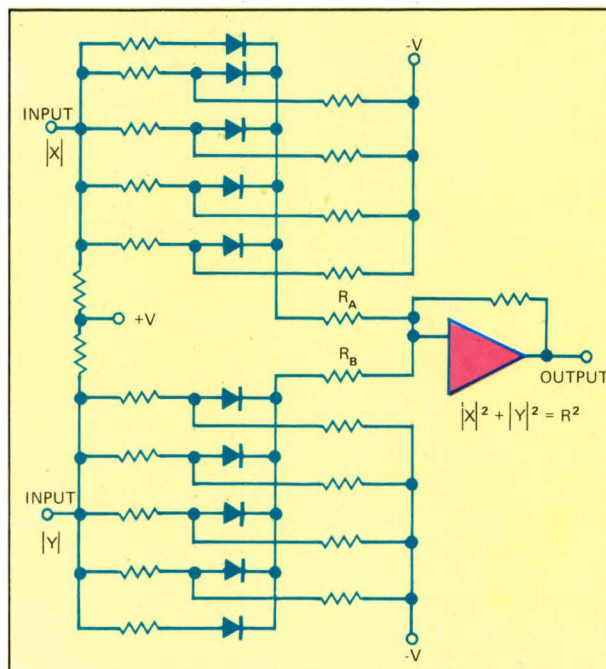 -V
INPUT
|X|
+V
R_A
R_B
OUTPUT
|X|² + |Y|² = R²
INPUT
|Y|
-V